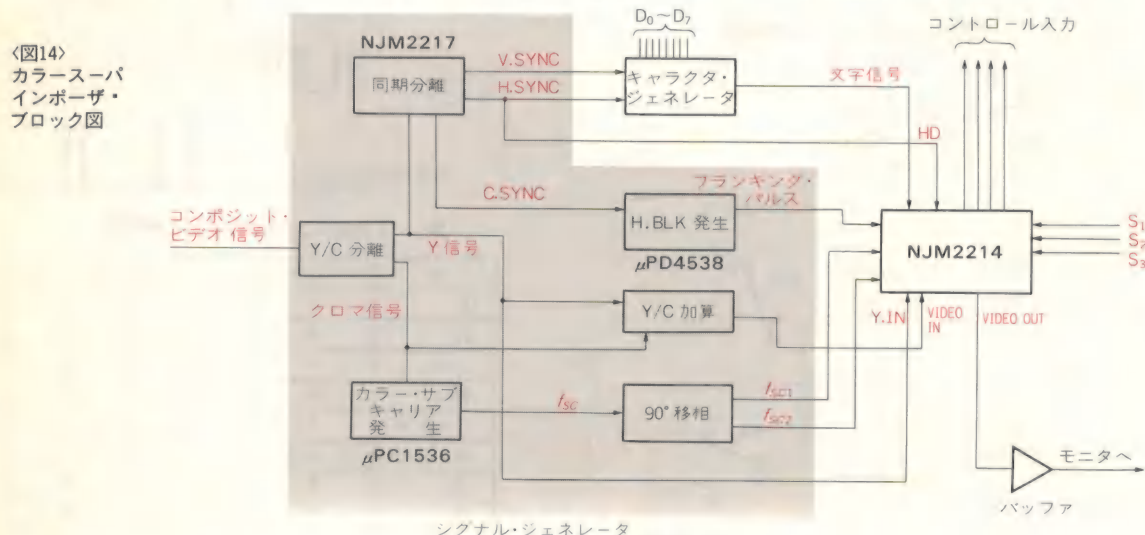 〈図14〉
カラースーパ
インポーザ・
ブロック図
NJM2217
同期分離
V.SYNC
H.SYNC
D₀～D₇
キャラクタ・
ジェネレータ
文字信号
コントロール入力
HD
C.SYNC
H.BLK 発生
μPD4538
フランキング・
パルス
コンポジット・
ビデオ信号
Y/C 分離
Y 信号
クロマ信号
Y/C 加算
NJM2214
S₁
S₂
S₃
Y.IN
VIDEO
IN
VIDEO OUT
カラー・サブ
キャリア
発生
μPC1536
fSC
90°移相
fSC1
fSC2
モニタへ
バッファ
シグナル・ジェネレータ